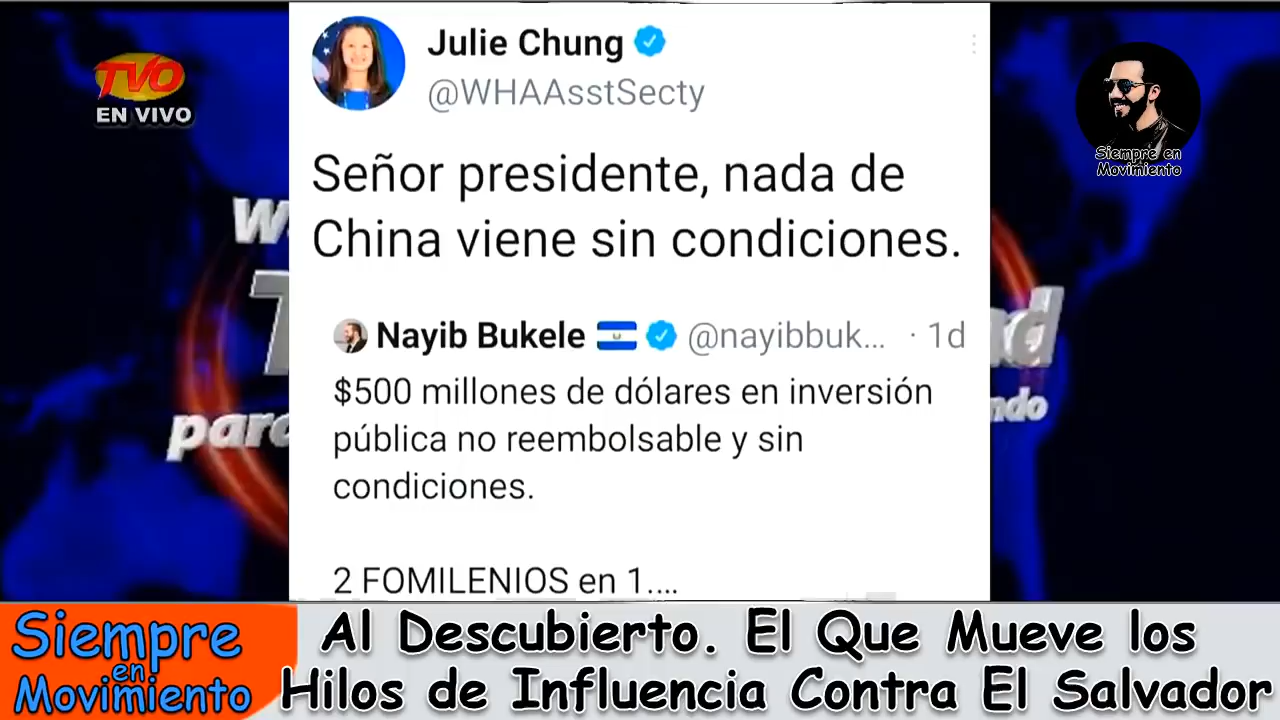 TVO
EN VIVO
Julie Chung
@WHAAsstSecty
Siempre en
Movimiento
Señor presidente, nada de
China viene sin condiciones.
Nayib Bukele @nayibbuk... · 1d
$500 millones de dólares en inversión
pública no reembolsable y sin
condiciones.
2 FOMILENIOS en 1....
Siempre
en
Movimiento
Al Descubierto. El Que Mueve los
Hilos de Influencia Contra El Salvador